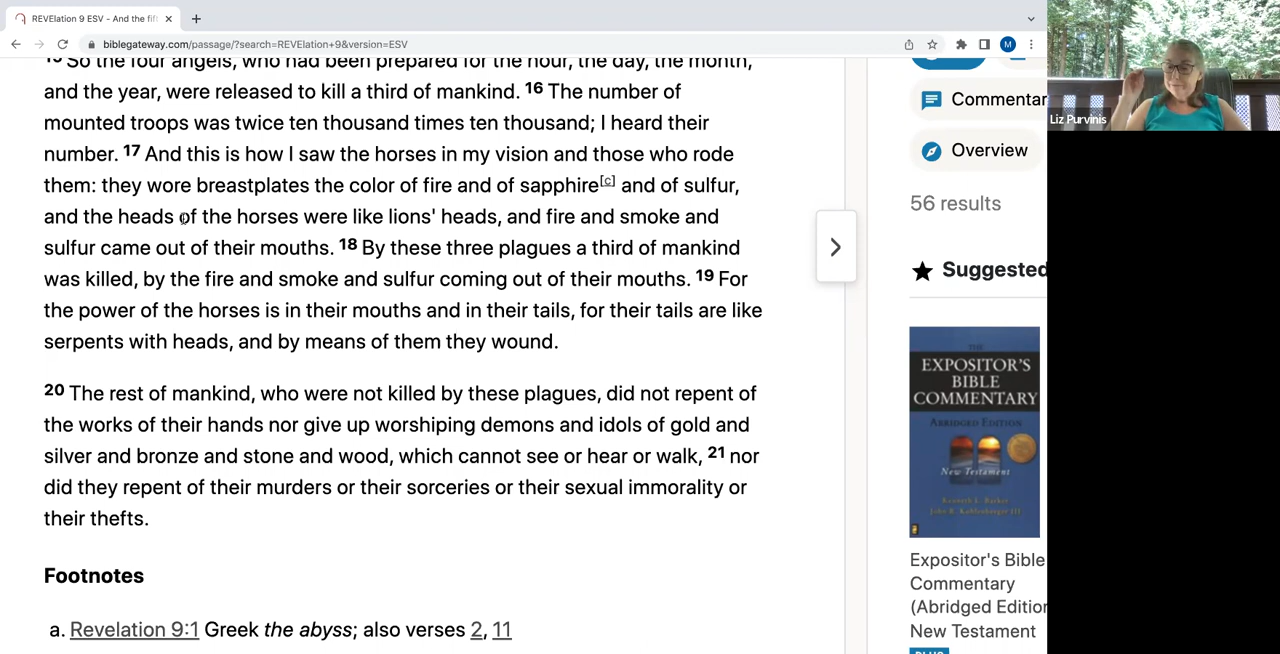 REVElation 9 ESV - And the fif
biblegateway.com/passage/?search=REVElation+9&version=ESV
M
15 So the four angels, who had been prepared for the hour, the day, the month,
and the year, were released to kill a third of mankind. 16 The number of
mounted troops was twice ten thousand times ten thousand; I heard their
number. 17 And this is how I saw the horses in my vision and those who rode
them: they wore breastplates the color of fire and of sapphire[c] and of sulfur,
and the heads of the horses were like lions' heads, and fire and smoke and
sulfur came out of their mouths. 18 By these three plagues a third of mankind
was killed, by the fire and smoke and sulfur coming out of their mouths. 19 For
the power of the horses is in their mouths and in their tails, for their tails are like
serpents with heads, and by means of them they wound.
20 The rest of mankind, who were not killed by these plagues, did not repent of
the works of their hands nor give up worshiping demons and idols of gold and
silver and bronze and stone and wood, which cannot see or hear or walk, 21 nor
did they repent of their murders or their sorceries or their sexual immorality or
their thefts.
Footnotes
a. Revelation 9:1 Greek the abyss; also verses 2, 11
Commentar
Overview
56 results
Suggested
THE
EXPOSITOR'S
BIBLE
COMMENTARY
ABRIDGED EDITION
New Testament
Kenneth L. Barker
John R. Kohlenberger III
Expositor's Bible
Commentary
(Abridged Edition
New Testament
PLUS
Liz Purvinis